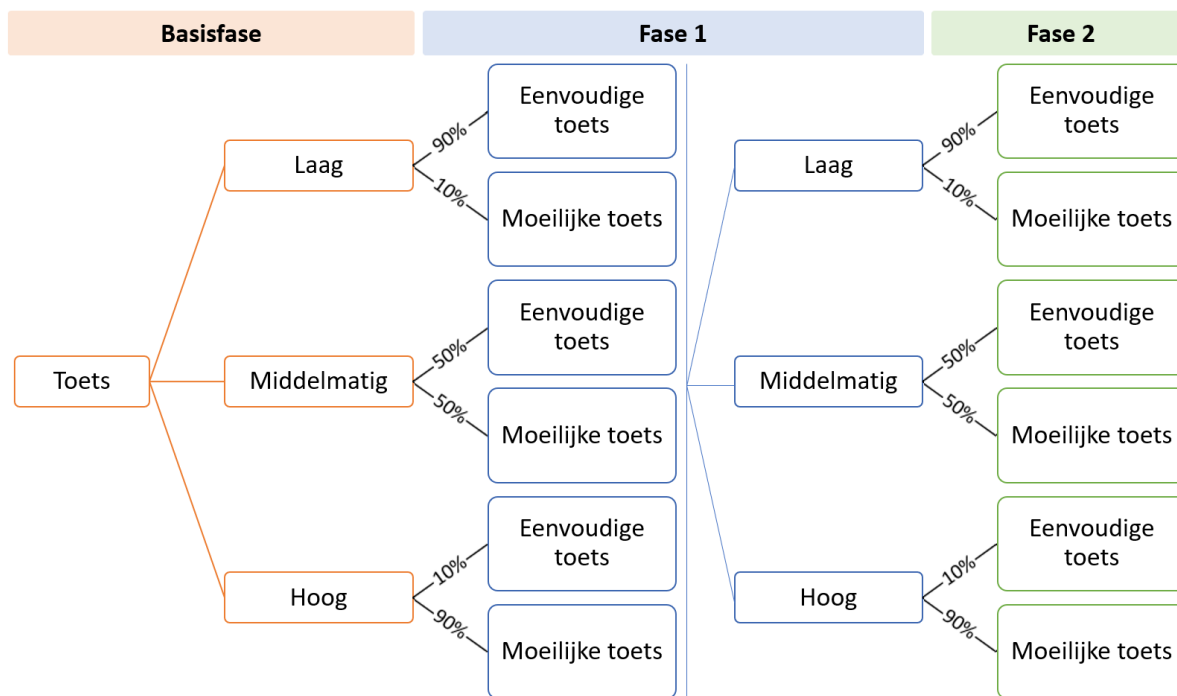 Basisfase
Fase 1
Fase 2
Toets
Laag
Middelmatig
Hoog
90%
10%
50%
50%
10%
90%
Eenvoudige
toets
Moeilijke toets
Eenvoudige
toets
Moeilijke toets
Eenvoudige
toets
Moeilijke toets
Laag
Middelmatig
Hoog
90%
10%
50%
50%
10%
90%
Eenvoudige
toets
Moeilijke toets
Eenvoudige
toets
Moeilijke toets
Eenvoudige
toets
Moeilijke toets